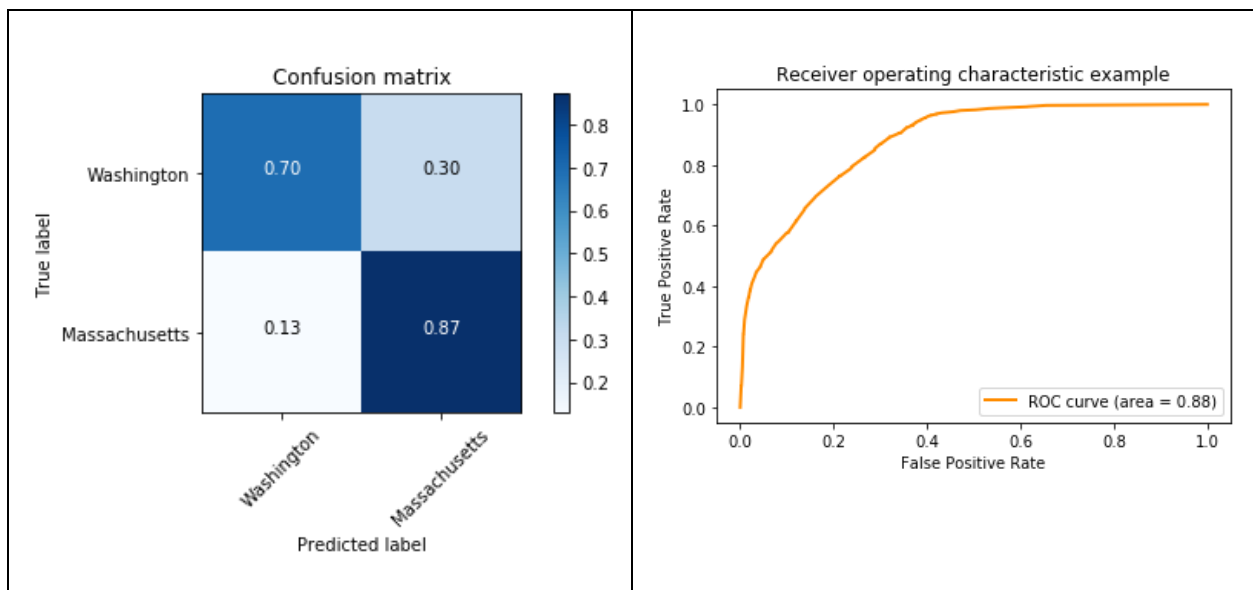 Confusion matrix
Washington
Massachusetts
True label
0.70
0.30
0.13
0.87
Washington
Massachusetts
Predicted label
0.8
0.7
0.6
0.5
0.4
0.3
0.2
Receiver operating characteristic example
True Positive Rate
1.0
0.8
0.6
0.4
0.2
0.0
ROC curve (area = 0.88)
0.0
0.2
0.4
0.6
0.8
1.0
False Positive Rate